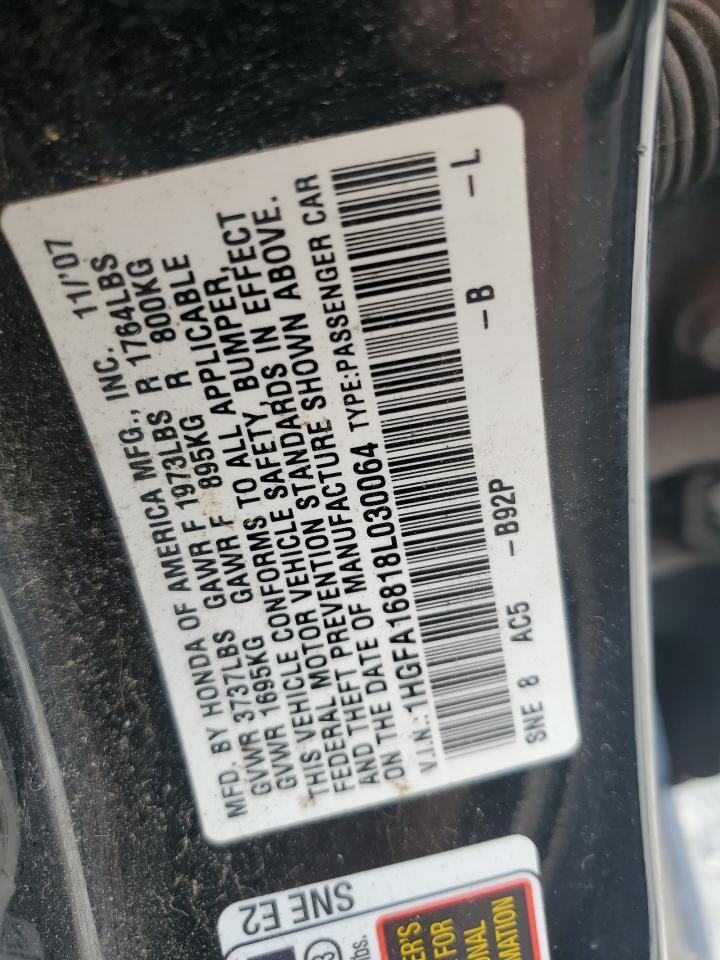 MFD. BY HONDA OF AMERICA MFG., INC. 11/'07
GVWR 3737LBS GAWR F 1973LBS R 1764LBS
GVWR 1695KG GAWR F 895KG R 800KG
THIS VEHICLE CONFORMS TO ALL APPLICABLE
FEDERAL MOTOR VEHICLE SAFETY, BUMPER,
AND THEFT PREVENTION STANDARDS IN EFFECT
ON THE DATE OF MANUFACTURE SHOWN ABOVE.
V.I.N.: 1HGFA16818L030064 TYPE:PASSENGER CAR
SNE 8 AC5 -B92P -B -L
SNE E2
FOR